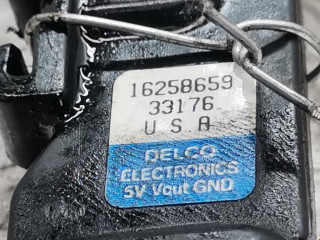 16258659
33176
USA
DELCO
ELECTRONICS
5V Vout GND